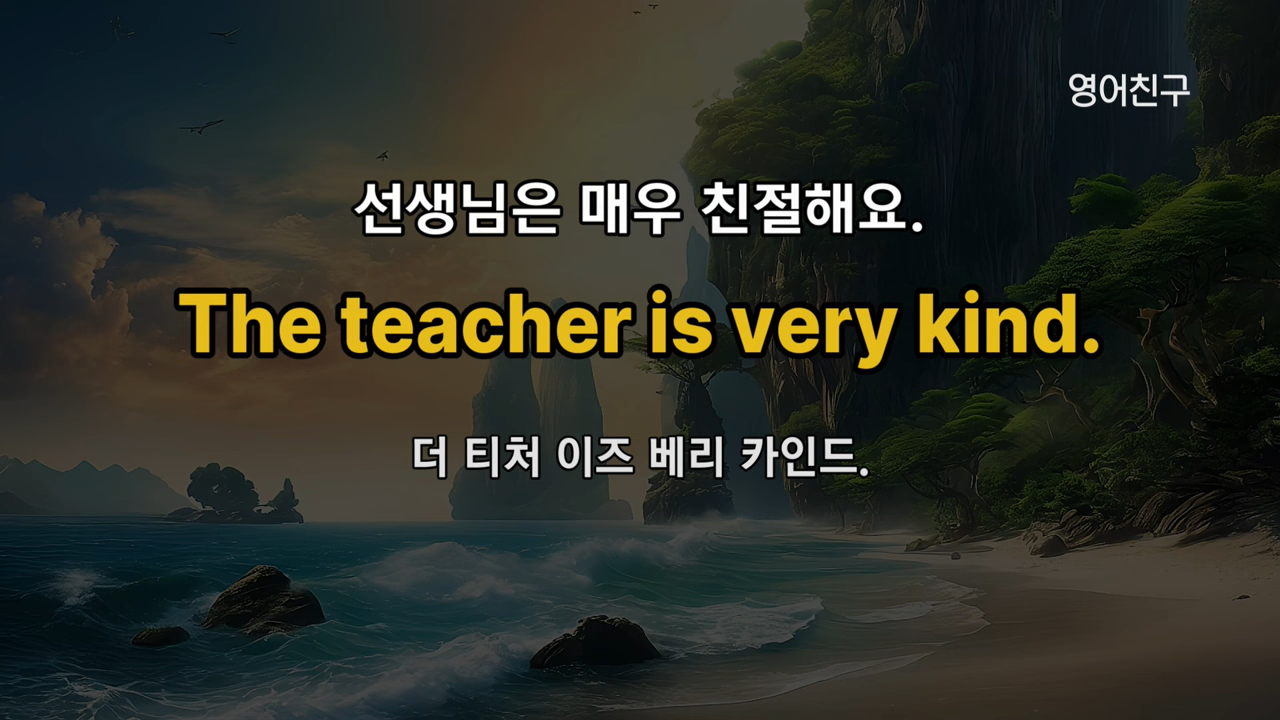 영어친구
선생님은 매우 친절해요.
The teacher is very kind.
더 티처 이즈 베리 카인드.